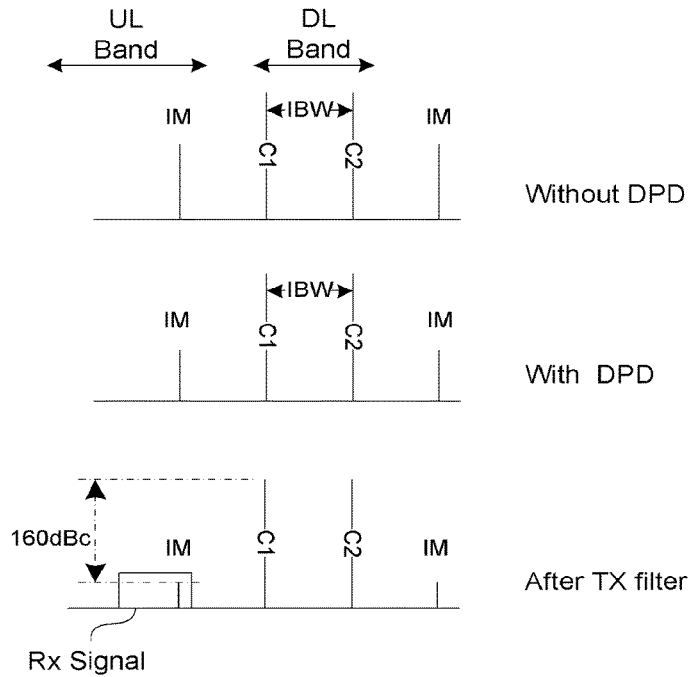 UL
Band
DL
Band
IM
IBW
IM
C1
C2
Without DPD
IBW
IM
IM
C1
C2
With DPD
160dBc
IM
C1
C2
IM
After TX filter
Rx Signal